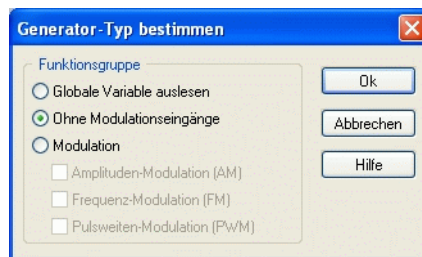 Generator-Typ bestimmen
Funktionsgruppe
Globale Variable auslesen
Ohne Modulationseingänge
Modulation
Amplituden-Modulation (AM)
Frequenz-Modulation (FM)
Pulsweiten-Modulation (PWM)
Ok
Abbrechen
Hilfe